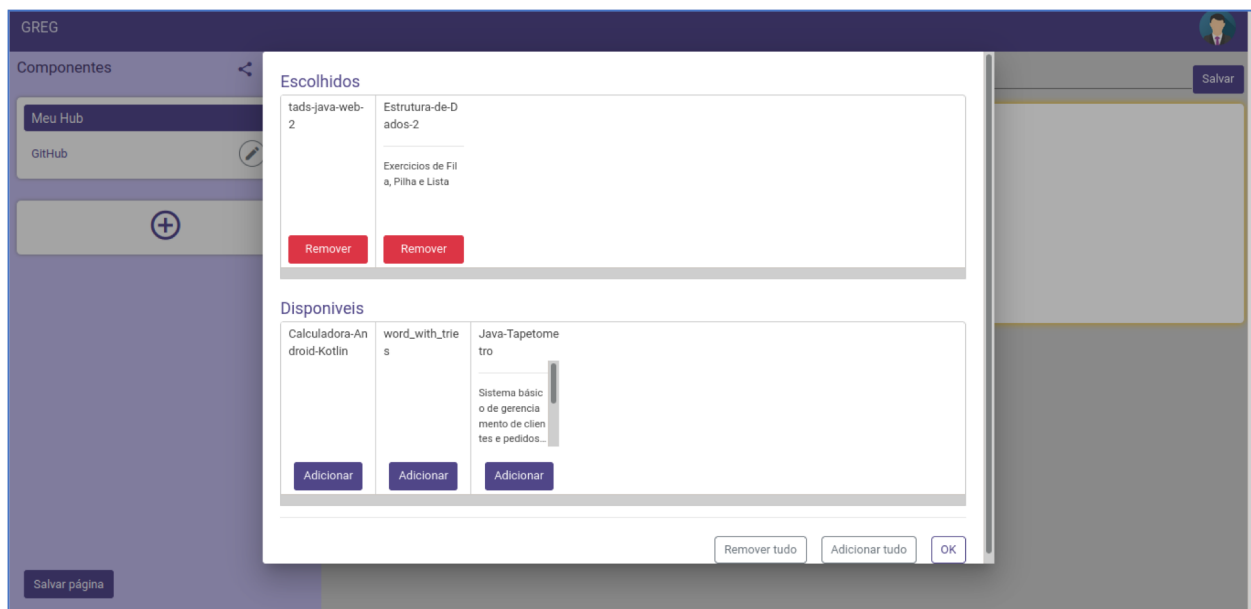 GREG
Componentes
Salvar
Meu Hub
GitHub
Escolhidos
tads-java-web-
2
Remover
Estrutura-de-D
ados-2
Exercicios de Fil
a, Pilha e Lista
Remover
Disponiveis
Calculadora-An
droid-Kotlin
Adicionar
word_with_trie
s
Adicionar
Java-Tapetome
tro
Sistema básic
o de gerencia
mento de clien
tes e pedidos...
Adicionar
Remover tudo
Adicionar tudo
OK
Salvar página